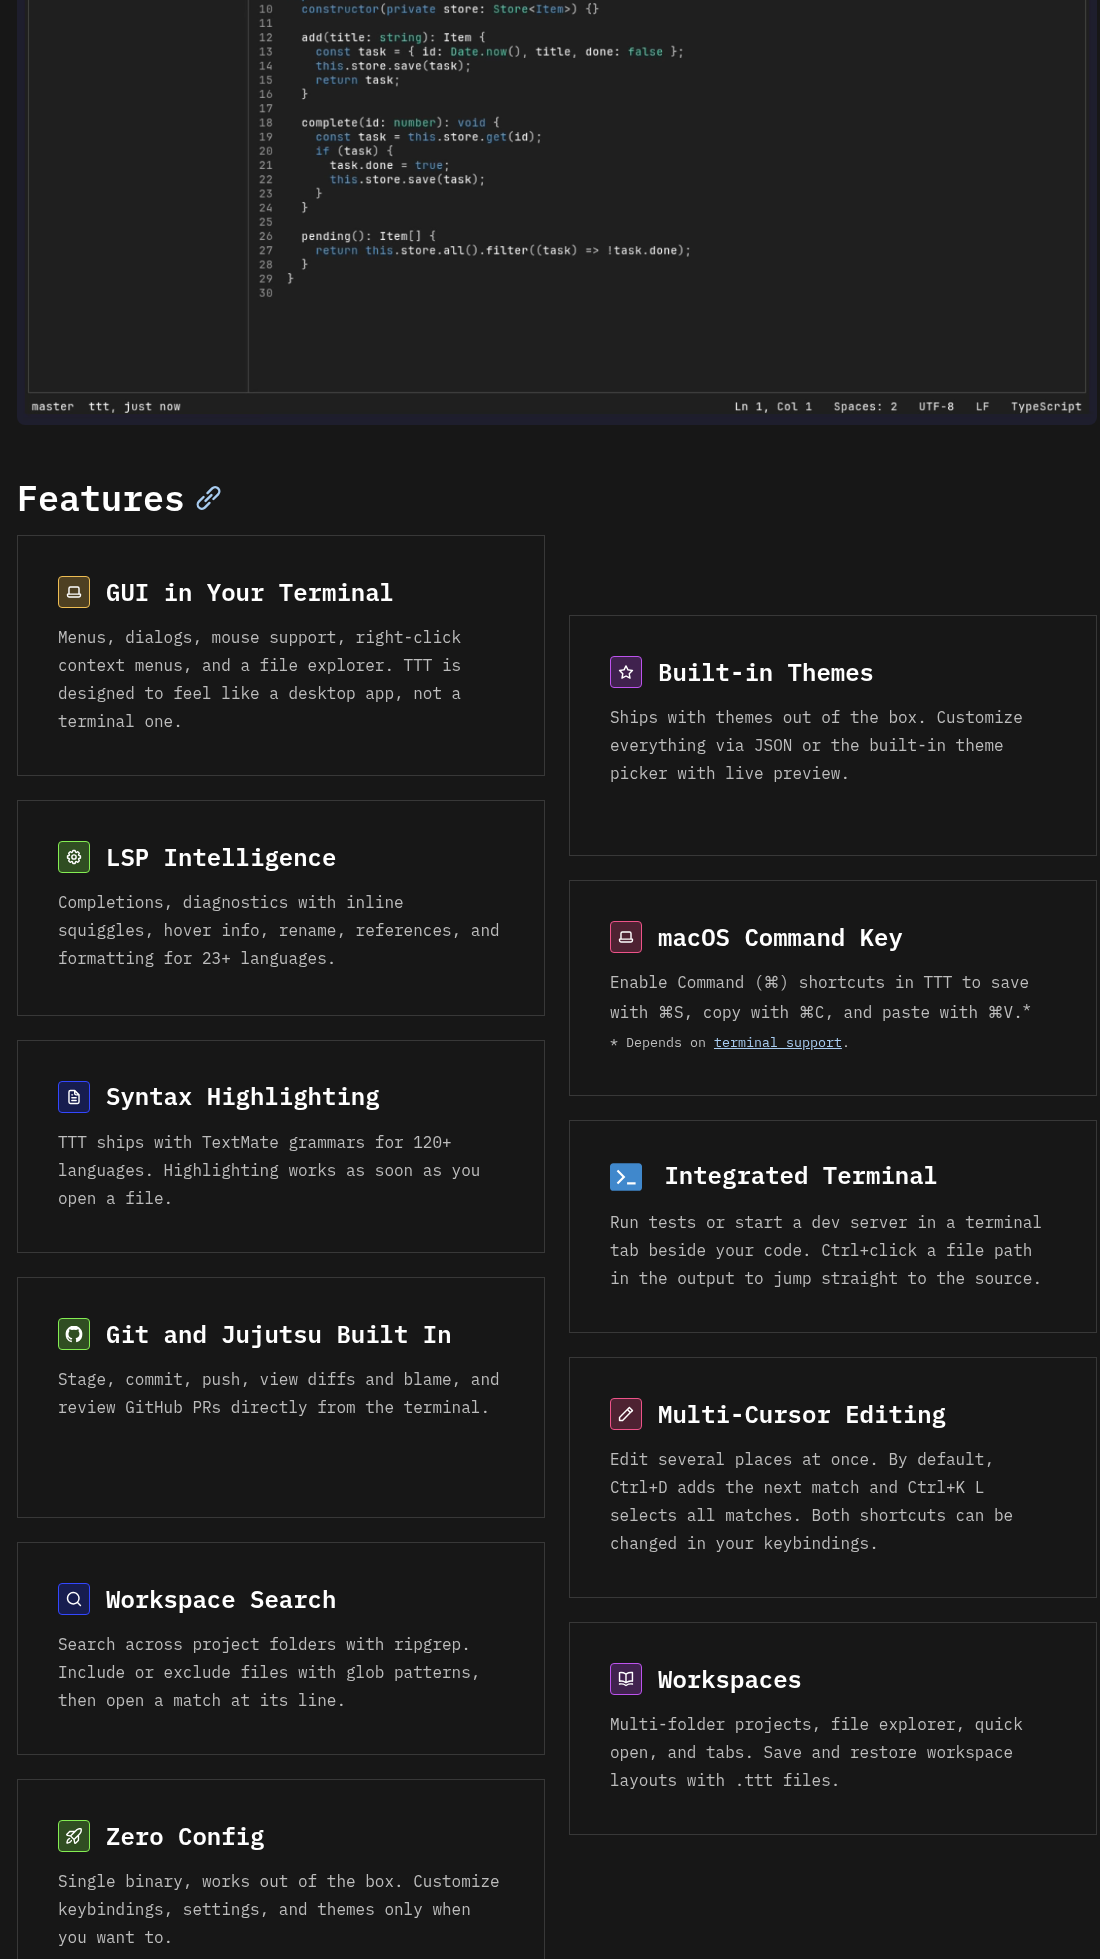 10 constructor(private store: Store<Item>) {}
11
12 add(title: string): Item {
13 const task = { id: Date.now(), title, done: false };
14 this.store.save(task);
15 return task;
16 }
17
18 complete(id: number): void {
19 const task = this.store.get(id);
20 if (task) {
21 task.done = true;
22 this.store.save(task);
23 }
24 }
25
26 pending(): Item[] {
27 return this.store.all().filter((task) => !task.done);
28 }
29 }
30
master ttt, just now Ln 1, Col 1 Spaces: 2 UTF-8 LF TypeScript
Features
GUI in Your Terminal
Menus, dialogs, mouse support, right-click
context menus, and a file explorer. TTT is
designed to feel like a desktop app, not a
terminal one.
Built-in Themes
Ships with themes out of the box. Customize
everything via JSON or the built-in theme
picker with live preview.
LSP Intelligence
Completions, diagnostics with inline
squiggles, hover info, rename, references, and
formatting for 23+ languages.
macOS Command Key
Enable Command (⌘) shortcuts in TTT to save
with ⌘S, copy with ⌘C, and paste with ⌘V.*
* Depends on terminal support.
Syntax Highlighting
TTT ships with TextMate grammars for 120+
languages. Highlighting works as soon as you
open a file.
Integrated Terminal
Run tests or start a dev server in a terminal
tab beside your code. Ctrl+click a file path
in the output to jump straight to the source.
Git and Jujutsu Built In
Stage, commit, push, view diffs and blame, and
review GitHub PRs directly from the terminal.
Multi-Cursor Editing
Edit several places at once. By default,
Ctrl+D adds the next match and Ctrl+K L
selects all matches. Both shortcuts can be
changed in your keybindings.
Workspace Search
Search across project folders with ripgrep.
Include or exclude files with glob patterns,
then open a match at its line.
Workspaces
Multi-folder projects, file explorer, quick
open, and tabs. Save and restore workspace
layouts with .ttt files.
Zero Config
Single binary, works out of the box. Customize
keybindings, settings, and themes only when
you want to.